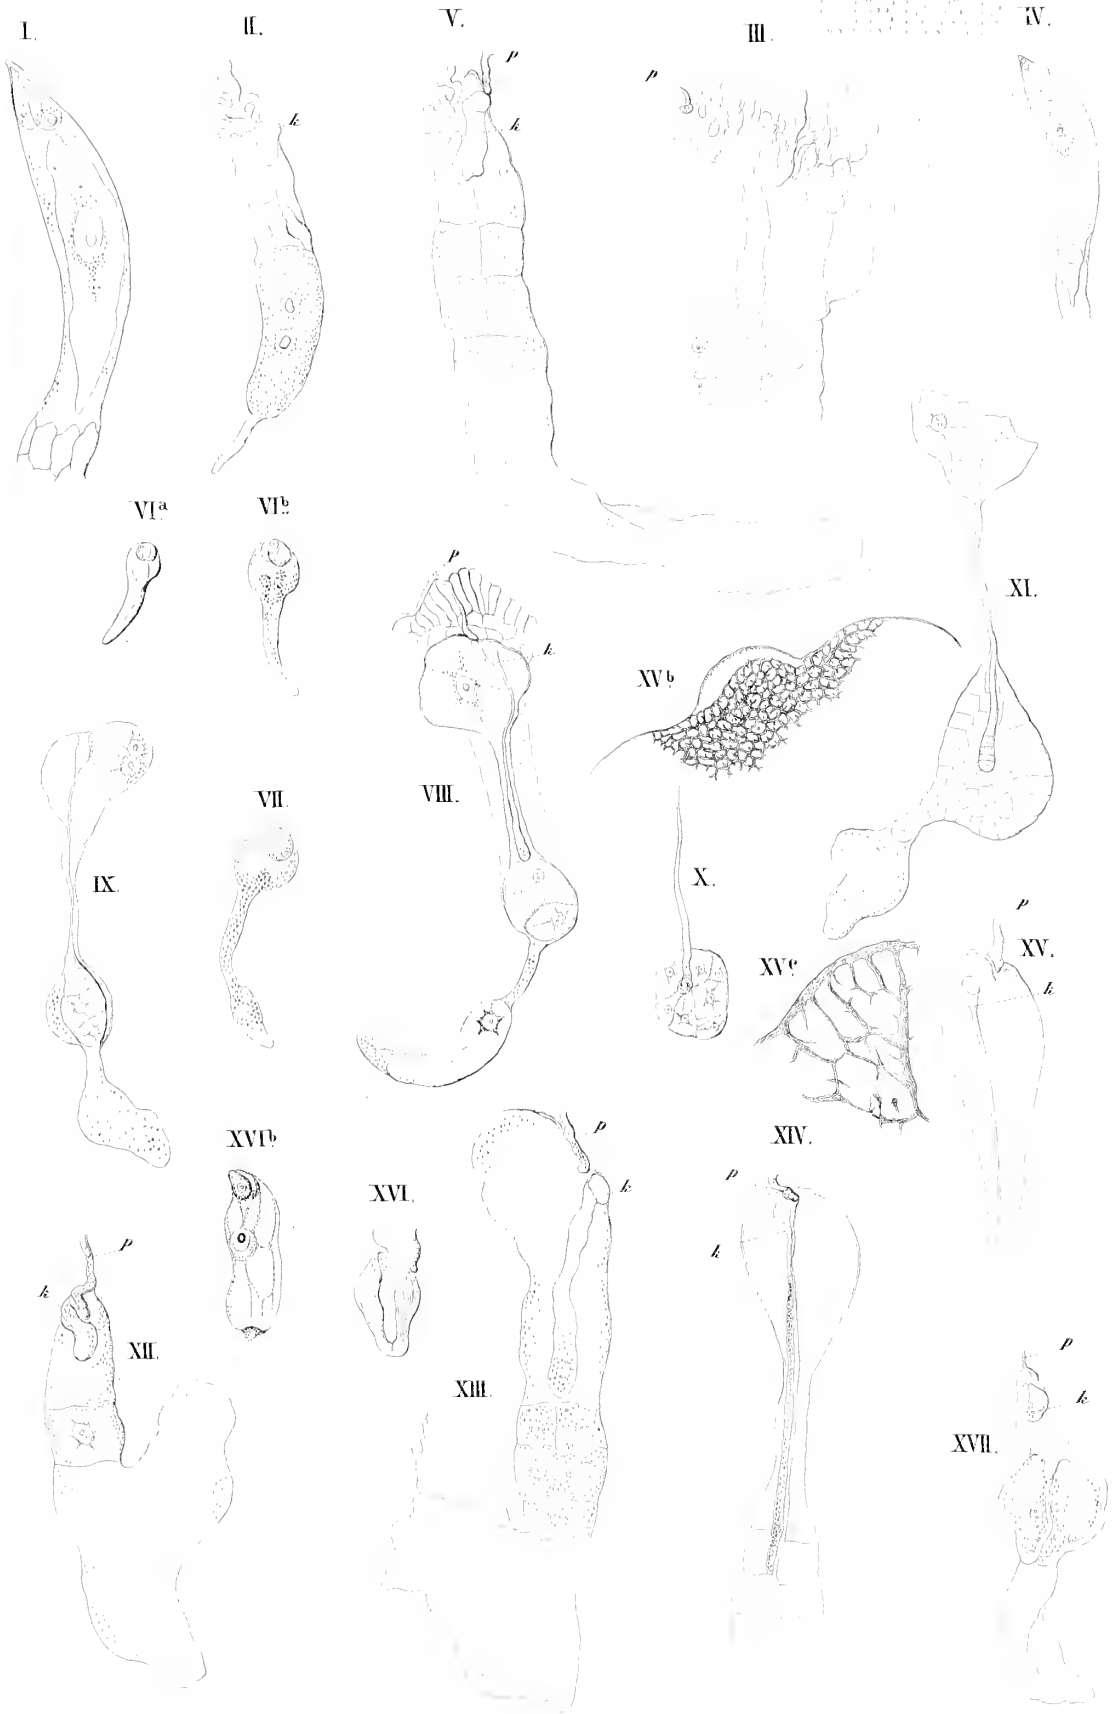 I. II. V. III. IV.
p
p
k
k
VI.a VI.b
p
XI.
k
XV.b
VII. VIII.
IX. X.
p
XV.c XV.
k
XVI.b
p
XIV.
p
k
XVI.
p
k
k
XII.
p
XIII.
k
XVII.